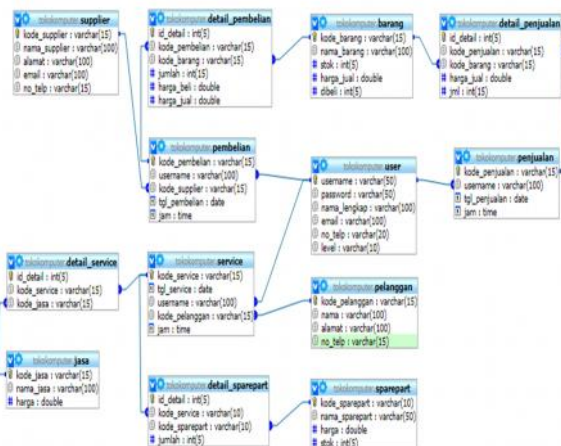 tokokomputer supplier
kode_supplier : varchar(15)
nama_supplier : varchar(100)
alamat : varchar(100)
email : varchar(100)
no_telp : varchar(15)
tokokomputer detail_pembelian
id_detail : int(5)
kode_pembelian : varchar(15)
kode_barang : varchar(15)
jumlah : int(15)
harga_beli : double
harga_jual : double
tokokomputer barang
kode_barang : varchar(15)
nama_barang : varchar(100)
stok : int(5)
harga_jual : double
dibeli : int(5)
tokokomputer detail_penjualan
id_detail : int(5)
kode_penjualan : varchar(15)
kode_barang : varchar(15)
harga_jual : double
jml : int(5)
tokokomputer pembelian
kode_pembelian : varchar(15)
username : varchar(100)
kode_supplier : varchar(15)
tgl_pembelian : date
jam : time
tokokomputer user
username : varchar(50)
password : varchar(50)
nama_lengkap : varchar(100)
email : varchar(100)
no_telp : varchar(20)
level : varchar(10)
tokokomputer penjualan
kode_penjualan : varchar(15)
username : varchar(100)
tgl_penjualan : date
jam : time
tokokomputer detail_service
id_detail : int(5)
kode_service : varchar(15)
kode_jasa : varchar(15)
tokokomputer service
kode_service : varchar(15)
tgl_service : date
username : varchar(100)
kode_pelanggan : varchar(15)
jam : time
tokokomputer pelanggan
kode_pelanggan : varchar(15)
nama : varchar(100)
alamat : varchar(100)
no_telp : varchar(15)
tokokomputer jasa
kode_jasa : varchar(15)
nama_jasa : varchar(100)
harga : double
tokokomputer detail_sparepart
id_detail : int(5)
kode_service : varchar(10)
kode_sparepart : varchar(10)
jumlah : int(5)
tokokomputer sparepart
kode_sparepart : varchar(10)
nama_sparepart : varchar(50)
harga : double
stok : int(5)